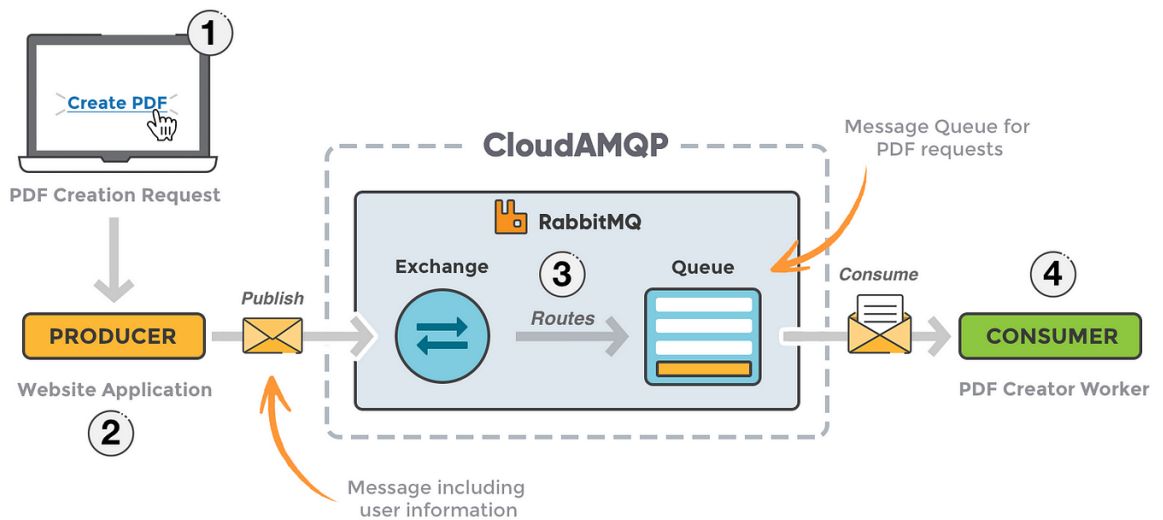 1
Create PDF
PDF Creation Request
PRODUCER
Website Application
2
Publish
Message including
user information
CloudAMQP
RabbitMQ
Exchange
3
Routes
Queue
Message Queue for
PDF requests
Consume
4
CONSUMER
PDF Creator Worker